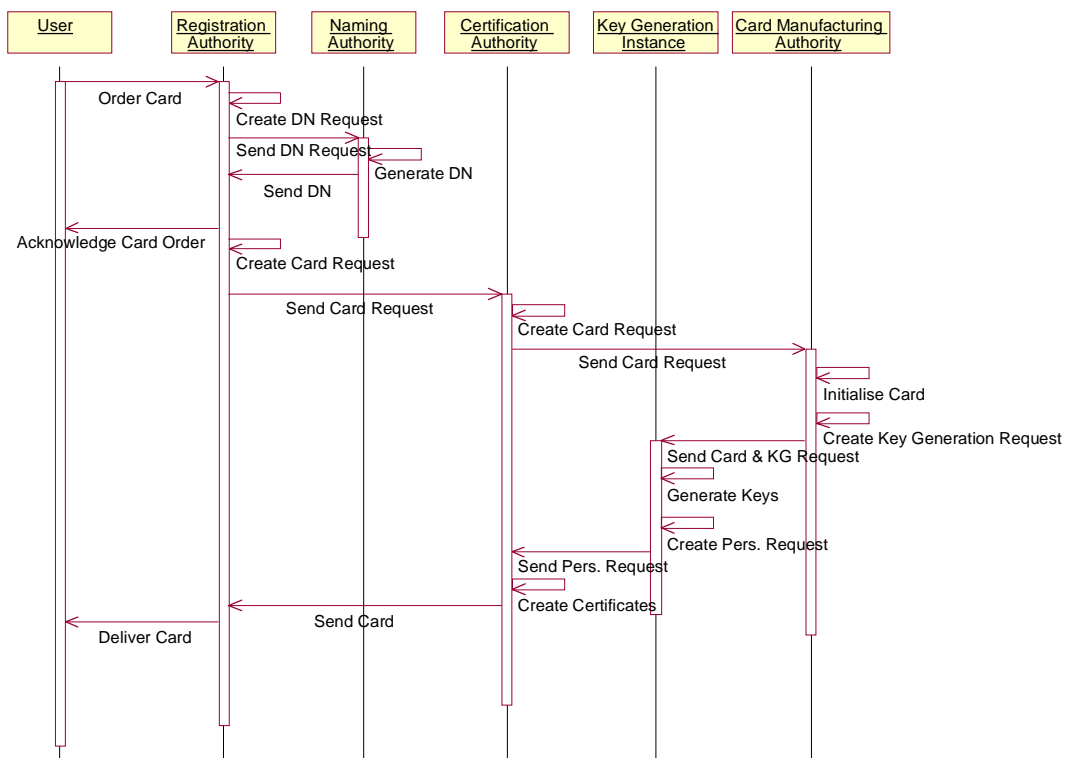 User
Registration
Authority
Naming
Authority
Certification
Authority
Key Generation
Instance
Card Manufacturing
Authority
Order Card
Create DN Request
Send DN Request
Generate DN
Send DN
Acknowledge Card Order
Create Card Request
Send Card Request
Create Card Request
Send Card Request
Initialise Card
Create Key Generation Request
Send Card & KG Request
Generate Keys
Create Pers. Request
Send Pers. Request
Create Certificates
Send Card
Deliver Card